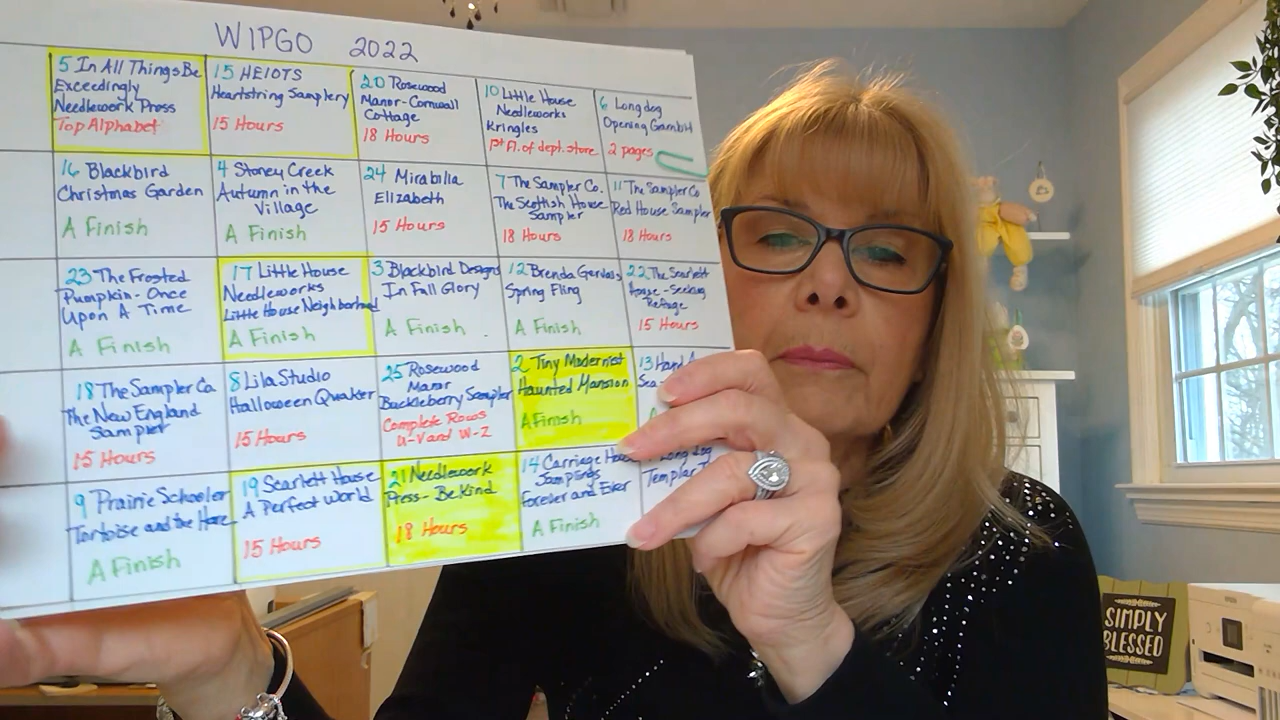 WIPGO 2022
5 In All Things Be
Exceedingly
Needlework Press
Top Alphabet
15 HEIOTS
Heartstring Samplery
15 Hours
20 Rosewood
Manor-Cornwall
Cottage
18 Hours
10 Little House
Needleworks
Kringles
1st Fl. of dept. store
6 Longdog
Opening Gambit
2 pages
16 Blackbird
Christmas Garden
A Finish
4 Stoney Creek
Autumn in the
Village
A Finish
24 Mirabilia
Elizabeth
15 Hours
7 The Sampler Co.
The Scottish House
Sampler
18 Hours
11 The Sampler Co
Red House Sampler
18 Hours
23 The Frosted
Pumpkin- Once
Upon A Time
A Finish
17 Little House
Needleworks
Little House Neighborhood
A Finish
3 Blackbird Designs
In Fall Glory
A Finish
12 Brenda Gervais
Spring Fling
A Finish
22 The Scarlett
House - Seeking
Refuge
15 Hours
18 The Sampler Co
The New England
Sampler
15 Hours
8 Lila Studio
Halloween Quaker
15 Hours
25 Rosewood
Manor
Buckleberry Sampler
Complete Rows
U-V and W-Z
2 Tiny Modernist
Haunted Mansion
A Finish
13 Hand
9 Prairie Schooler
Tortoise and the Hare
A Finish
19 Scarlett House
A Perfect World
15 Hours
21 Needlework
Press- Be Kind
18 Hours
14 Carriage House
Samplings
Forever and Ever
A Finish
Long Dog
Templar
SIMPLY
BLESSED